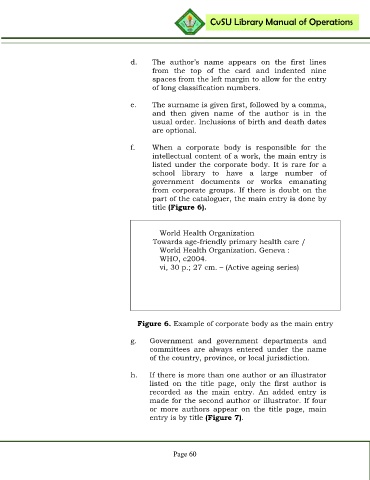 CvSU Library Manual of Operations
d. The author's name appears on the first lines
from the top of the card and indented nine
spaces from the left margin to allow for the entry
of long classification numbers.
e. The surname is given first, followed by a comma,
and then given name of the author is in the
usual order. Inclusions of birth and death dates
are optional.
f. When a corporate body is responsible for the
intellectual content of a work, the main entry is
listed under the corporate body. It is rare for a
school library to have a large number of
government documents or works emanating
from corporate groups. If there is doubt on the
part of the cataloguer, the main entry is done by
title (Figure 6).
World Health Organization
Towards age-friendly primary health care /
World Health Organization. Geneva :
WHO, c2004.
vi, 30 p.; 27 cm. – (Active ageing series)
Figure 6. Example of corporate body as the main entry
g. Government and government departments and
committees are always entered under the name
of the country, province, or local jurisdiction.
h. If there is more than one author or an illustrator
listed on the title page, only the first author is
recorded as the main entry. An added entry is
made for the second author or illustrator. If four
or more authors appear on the title page, main
entry is by title (Figure 7).
Page 60